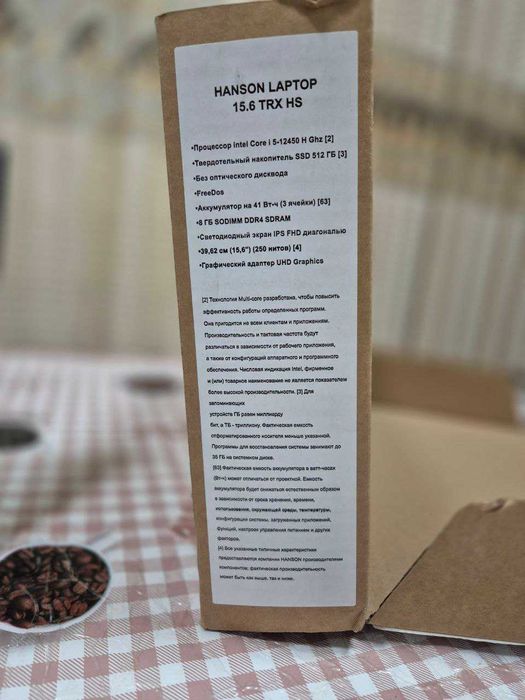 HANSON LAPTOP
15.6 TRX HS
•Процессор intel Core i 5-12450 H Ghz [2]
•Твердотельный накопитель SSD 512 ГБ [3]
•Без оптического дисквода
•FreeDos
•Аккумулятор на 41 Вт-ч (3 ячейки) [63]
•8 ГБ SODIMM DDR4 SDRAM
•Светодиодный экран IPS FHD диагональю
•39,62 см (15,6") (250 нитов) [4]
•Графический адаптер UHD Graphics
[2] Технология Multi-core разработана, чтобы повысить
эффективность работы определенных программ.
Она пригодится на всем клиентам и приложениям.
Производительность и тактовая частота будут
различаться в зависимости от рабочего приложения,
а также от конфигураций аппаратного и программного
обеспечения. Числовая индикация Intel, фирменное
и (или) товарное наименование не является показателем
более высокой производительности. [3] Для
запоминающих
устройств ГБ равен миллиарду
бит, а ТБ - триллиону. Фактическая емкость
отформатированного носителя меньше указанной.
Программы для восстановления системы занимают до
35 ГБ на системном диске.
[63] Фактическая емкость аккумулятора в ватт-часах
(Вт-ч) может отличаться от проектной. Емкость
аккумулятора будет снижаться естественным образом
в зависимости от срока хранения, времени,
использования, окружающей среды, температуры,
конфигурации системы, загруженных приложений,
функций, настроек управления питанием и других
факторов.
[4] Все указанные типичные характеристики
предоставляются компании HANSON производителями
компонентов; фактическая производительность
может быть как выше, так и ниже.